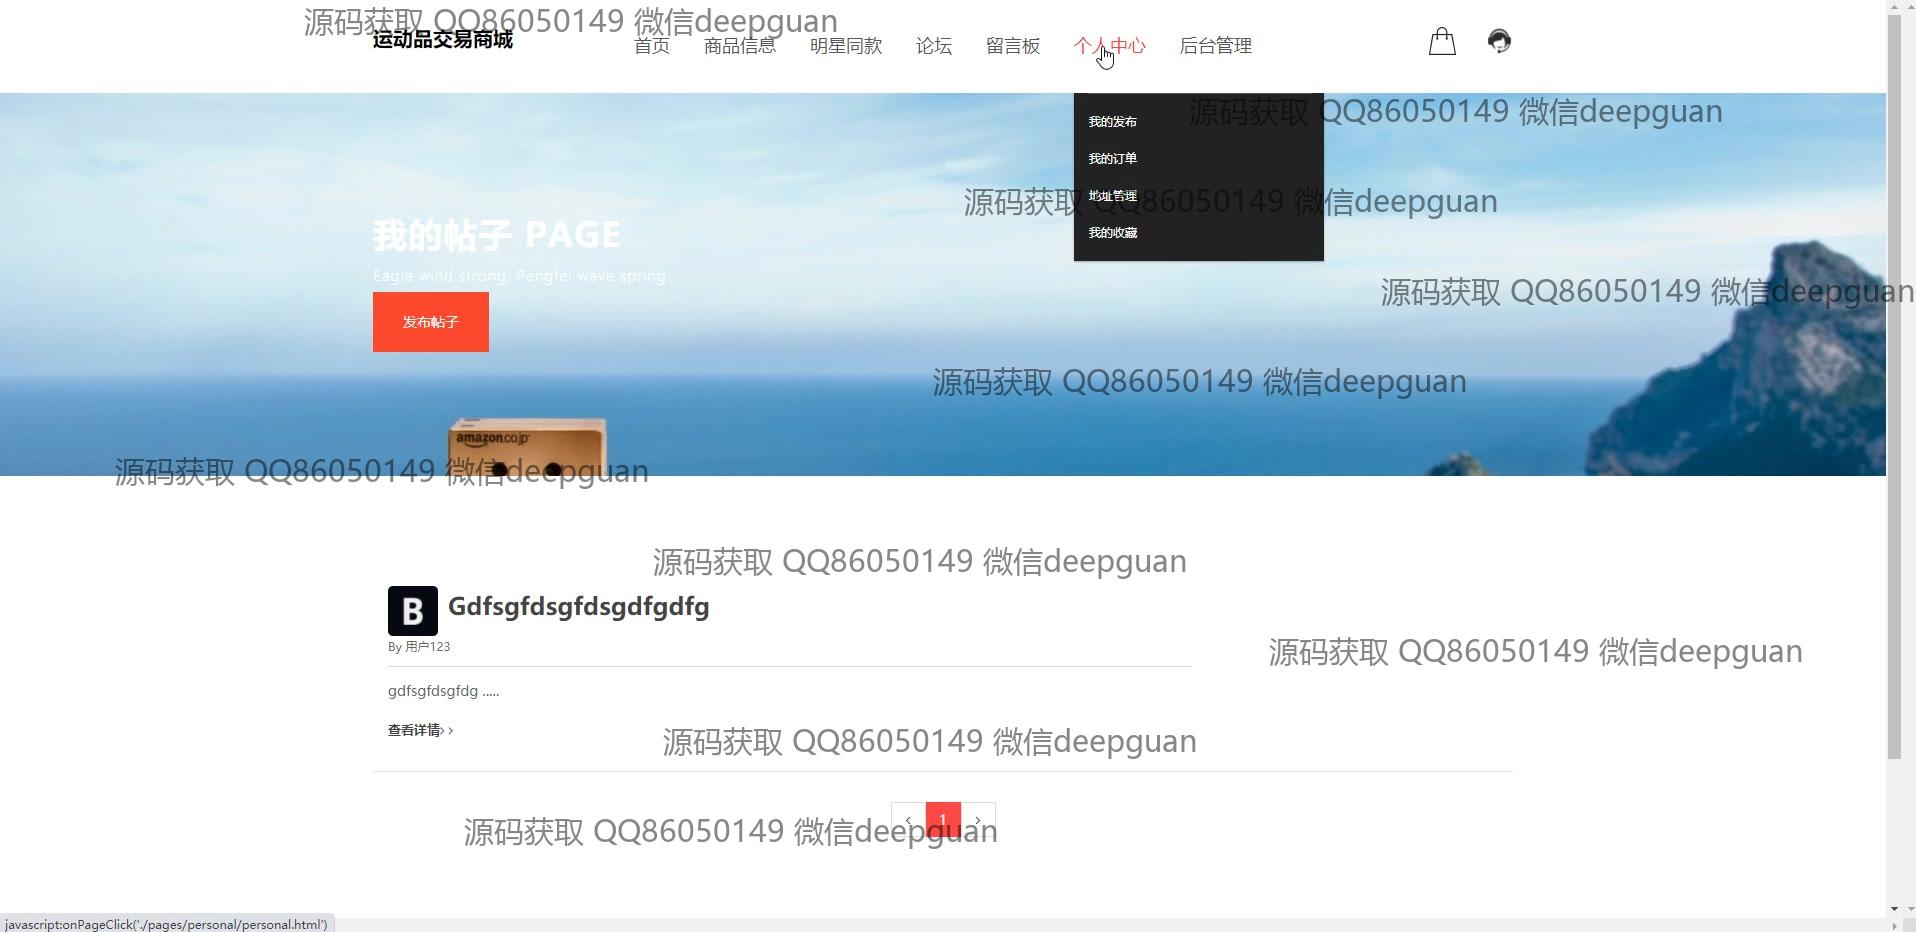 源码获取 QQ86050149 微信deepguan
运动品交易商城
首页 商品信息 明星同款 论坛 留言板 个人中心 后台管理
源码获取 QQ86050149 微信deepguan
我的发布
我的订单
源码获取 QQ86050149 微信deepguan
地址管理
我的收藏
我的帖子 PAGE
Eagle wind strong, Pengfei wave spring
源码获取 QQ86050149 微信deepguan
发布帖子
源码获取 QQ86050149 微信deepguan
amazon.co.jp
源码获取 QQ86050149 微信deepguan
源码获取 QQ86050149 微信deepguan
B
Gdfsgfdsgfdsgdfgdfg
By 用户123
源码获取 QQ86050149 微信deepguan
gdfsgfdsgfdg .....
查看详情> >
源码获取 QQ86050149 微信deepguan
‹ 1 ›
源码获取 QQ86050149 微信deepguan
javascript:onPageClick('./pages/personal/personal.html')